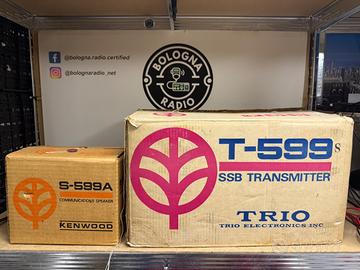 @bologna.radio.certified
@bolognaradio_net
BOLOGNA
RADIO
S-599A
COMMUNICATIONS SPEAKER
KENWOOD
T-599S
SSB TRANSMITTER
TRIO
TRIO ELECTRONICS INC